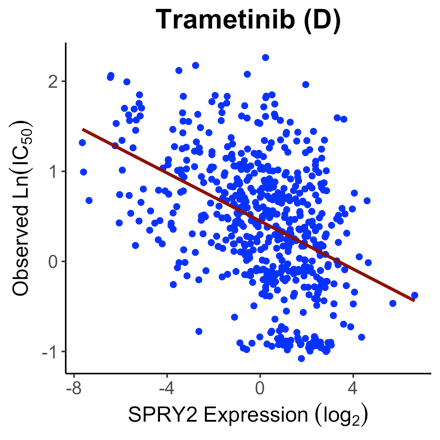 Trametinib (D)
Observed Ln(IC₅₀)
2
1
0
-1
-8 -4 0 4
SPRY2 Expression (log₂)